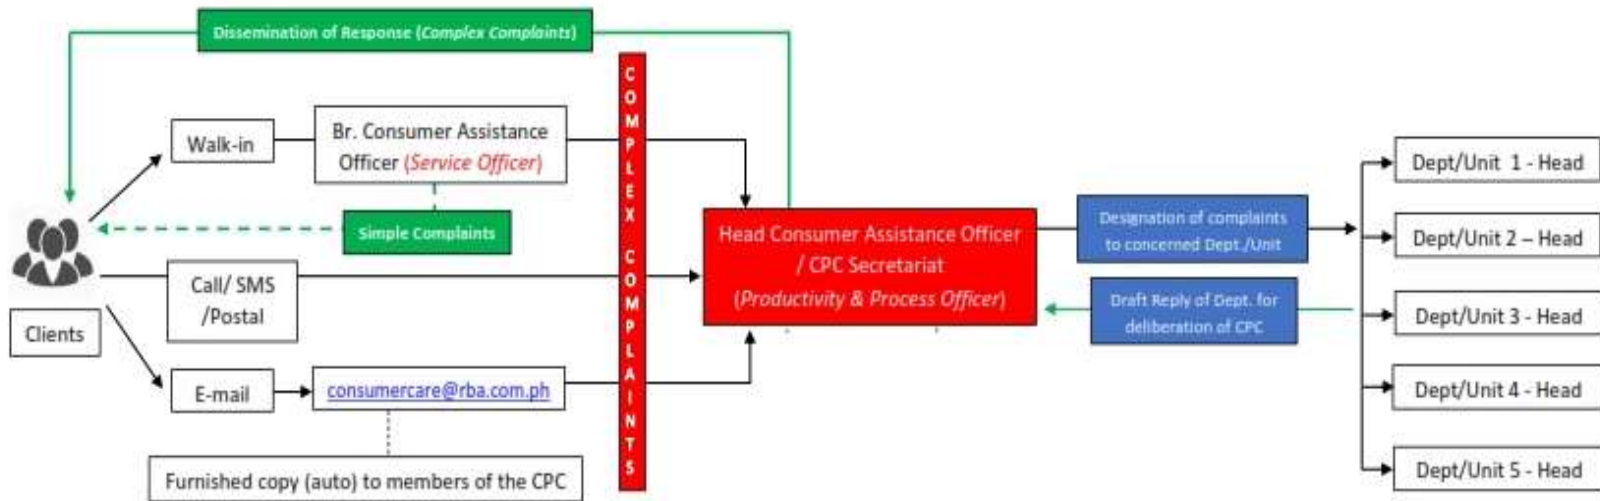 Dissemination of Response (Complex Complaints)
Walk-in
Br. Consumer Assistance
Officer (Service Officer)
Simple Complaints
Call/ SMS
/Postal
Clients
E-mail
consumercare@rba.com.ph
Furnished copy (auto) to members of the CPC
COMPLEX COMPLAINTS
Head Consumer Assistance Officer
/ CPC Secretariat
(Productivity & Process Officer)
Designation of complaints
to concerned Dept./Unit
Draft Reply of Dept. for
deliberation of CPC
Dept/Unit 1 - Head
Dept/Unit 2 – Head
Dept/Unit 3 - Head
Dept/Unit 4 - Head
Dept/Unit 5 - Head